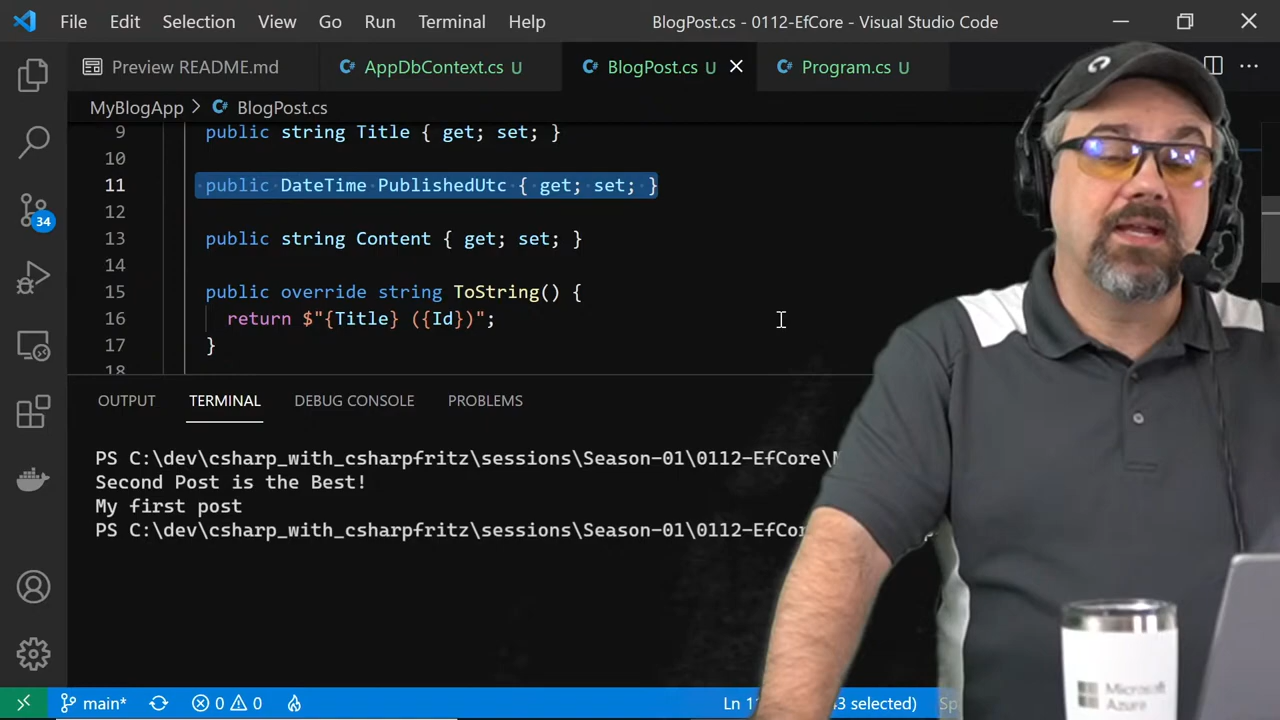 File Edit Selection View Go Run Terminal Help BlogPost.cs - 0112-EfCore - Visual Studio Code
Preview README.md AppDbContext.cs U BlogPost.cs U Program.cs U
MyBlogApp > BlogPost.cs
9 public string Title { get; set; }
10
11 public DateTime PublishedUtc { get; set; }
12
13 public string Content { get; set; }
14
15 public override string ToString() {
16 return $"{Title} ({Id})";
17 }
18
34
OUTPUT TERMINAL DEBUG CONSOLE PROBLEMS
PS C:\dev\csharp_with_csharpfritz\sessions\Season-01\0112-EfCore\
Second Post is the Best!
My first post
PS C:\dev\csharp_with_csharpfritz\sessions\Season-01\0112-EfCore
Microsoft
Azure
main* 0 0 Ln selected)